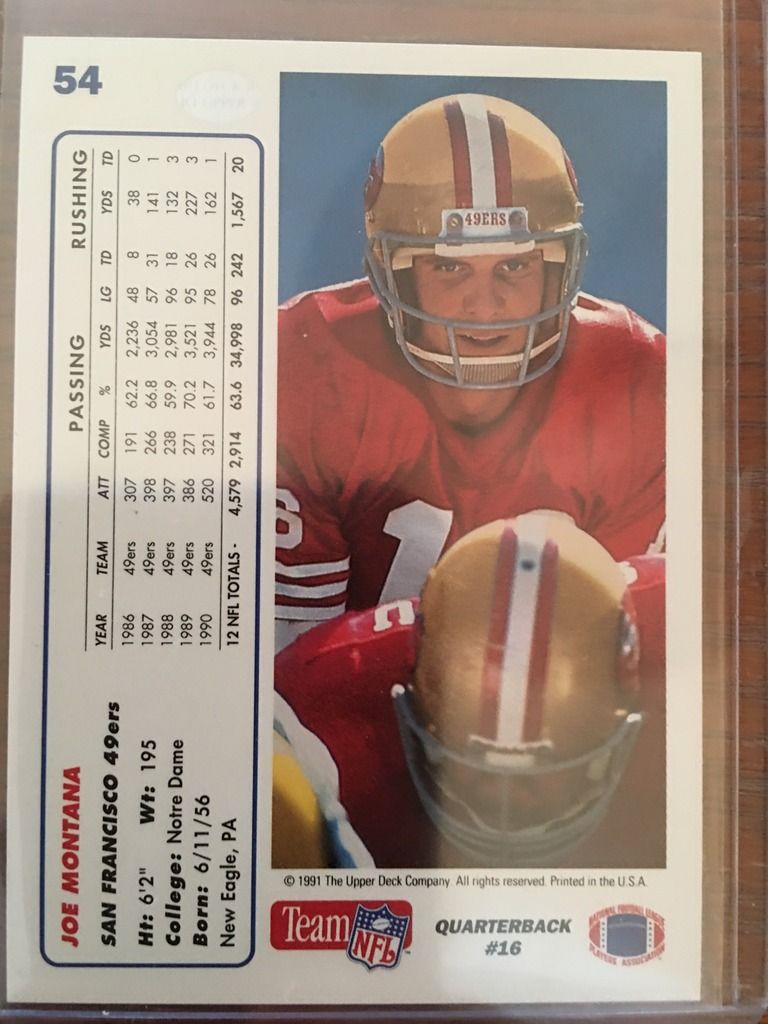 54
JOE MONTANA
SAN FRANCISCO 49ers
Ht: 6'2" Wt: 195
College: Notre Dame
Born: 6/11/56
New Eagle, PA
PASSING RUSHING
YEAR TEAM ATT COMP % YDS LG TD YDS TD
1986 49ers 307 191 62.2 2,236 48 8 38 0
1987 49ers 398 266 66.8 3,054 57 31 141 1
1988 49ers 397 238 59.9 2,981 96 18 132 3
1989 49ers 386 271 70.2 3,521 95 26 227 3
1990 49ers 520 321 61.7 3,944 78 26 162 1
12 NFL TOTALS - 4,579 2,914 63.6 34,998 96 242 1,567 20
49ERS
16
© 1991 The Upper Deck Company. All rights reserved. Printed in the U.S.A.
Team NFL
QUARTERBACK
#16
NATIONAL FOOTBALL LEAGUE
PLAYERS ASSOCIATION